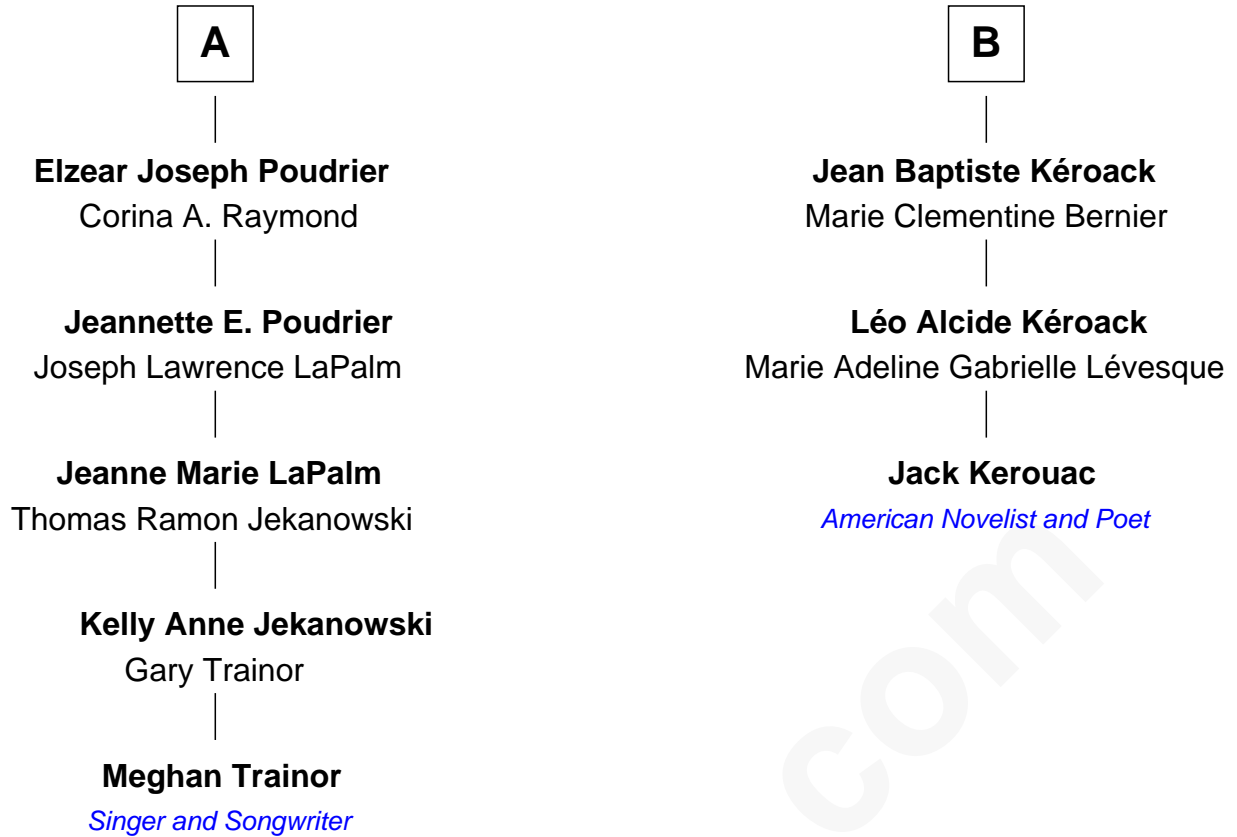 A
Elzear Joseph Poudrier
Corina A. Raymond
Jeannette E. Poudrier
Joseph Lawrence LaPalm
Jeanne Marie LaPalm
Thomas Ramon Jekanowski
Kelly Anne Jekanowski
Gary Trainor
Meghan Trainor
Singer and Songwriter
B
Jean Baptiste Kéroack
Marie Clementine Bernier
Léo Alcide Kéroack
Marie Adeline Gabrielle Lévesque
Jack Kerouac
American Novelist and Poet
com